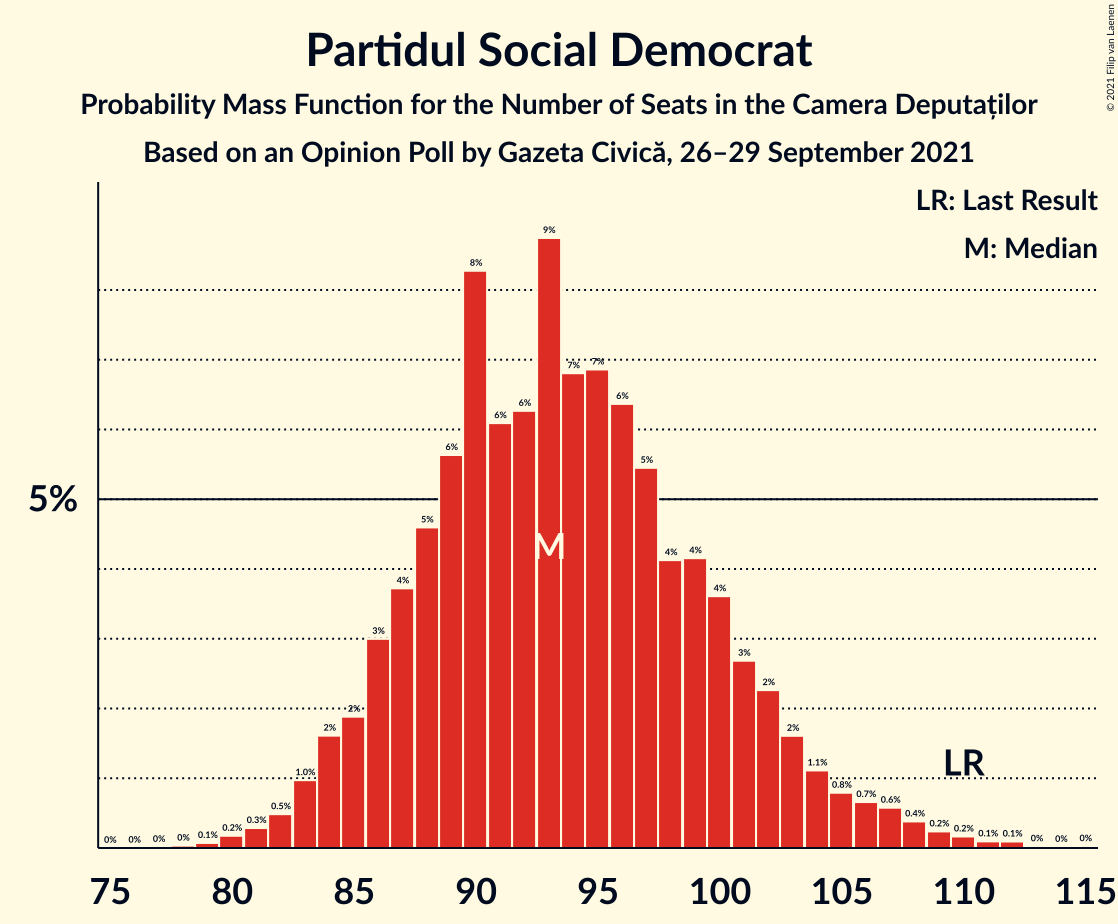 Partidul Social Democrat
Probability Mass Function for the Number of Seats in the Camera Deputaților
Based on an Opinion Poll by Gazeta Civică, 26–29 September 2021
© 2021 Filip van Laenen
LR: Last Result
M: Median
5%
0% 0% 0% 0% 0.1% 0.2% 0.3% 0.5% 1.0% 2% 2% 3% 4% 5% 6% 8% 6% 6% 9% 7% 7% 6% 5% 4% 4% 4% 3% 2% 2% 1.1% 0.8% 0.7% 0.6% 0.4% 0.2% 0.2% 0.1% 0.1% 0% 0% 0%
M
LR
75 80 85 90 95 100 105 110 115